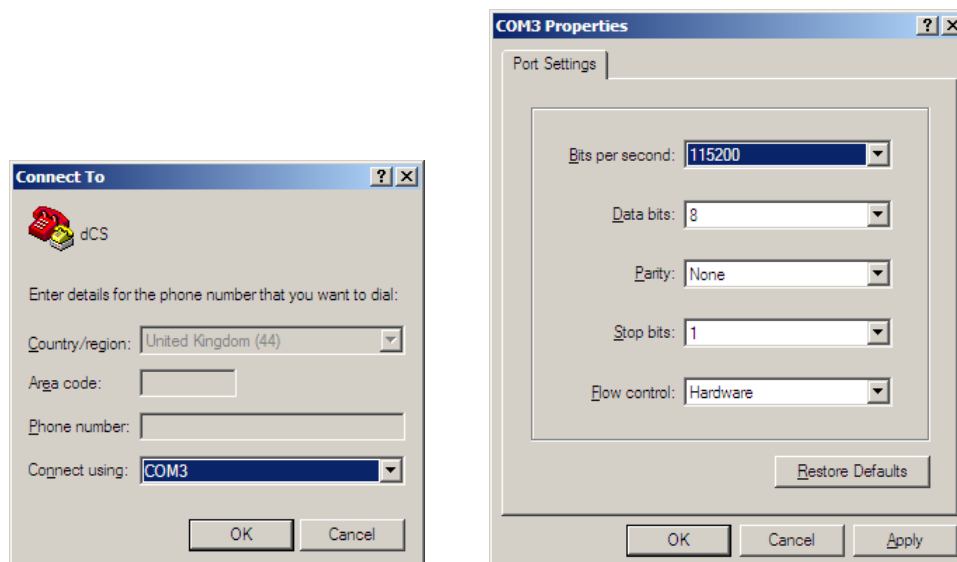 Connect To
dCS
Enter details for the phone number that you want to dial:
Country/region: United Kingdom (44)
Area code:
Phone number:
Connect using: COM3
OK Cancel
COM3 Properties
Port Settings
Bits per second: 115200
Data bits: 8
Parity: None
Stop bits: 1
Flow control: Hardware
Restore Defaults
OK Cancel Apply